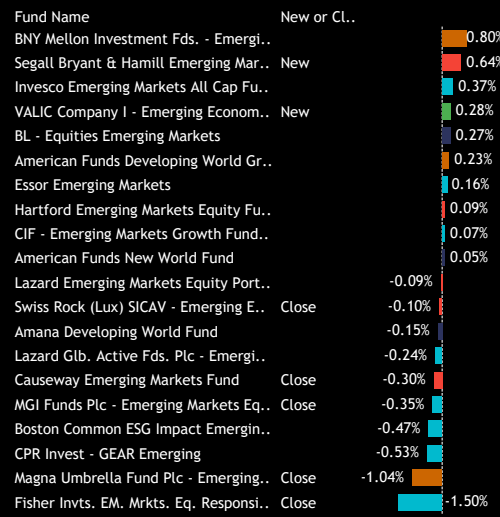 Fund Name New or Cl..
BNY Mellon Investment Fds. - Emergi.. 0.80%
Segall Bryant & Hamill Emerging Mar.. New 0.64%
Invesco Emerging Markets All Cap Fu.. 0.37%
VALIC Company I - Emerging Econom.. New 0.28%
BL - Equities Emerging Markets 0.27%
American Funds Developing World Gr.. 0.23%
Essor Emerging Markets 0.16%
Hartford Emerging Markets Equity Fu.. 0.09%
CIF - Emerging Markets Growth Fund.. 0.07%
American Funds New World Fund 0.05%
Lazard Emerging Markets Equity Port.. -0.09%
Swiss Rock (Lux) SICAV - Emerging E.. Close -0.10%
Amana Developing World Fund -0.15%
Lazard Glb. Active Fds. Plc - Emergi.. -0.24%
Causeway Emerging Markets Fund Close -0.30%
MGI Funds Plc - Emerging Markets Eq.. Close -0.35%
Boston Common ESG Impact Emergin.. -0.47%
CPR Invest - GEAR Emerging -0.53%
Magna Umbrella Fund Plc - Emerging.. Close -1.04%
Fisher Invts. EM. Mrkts. Eq. Responsi.. Close -1.50%